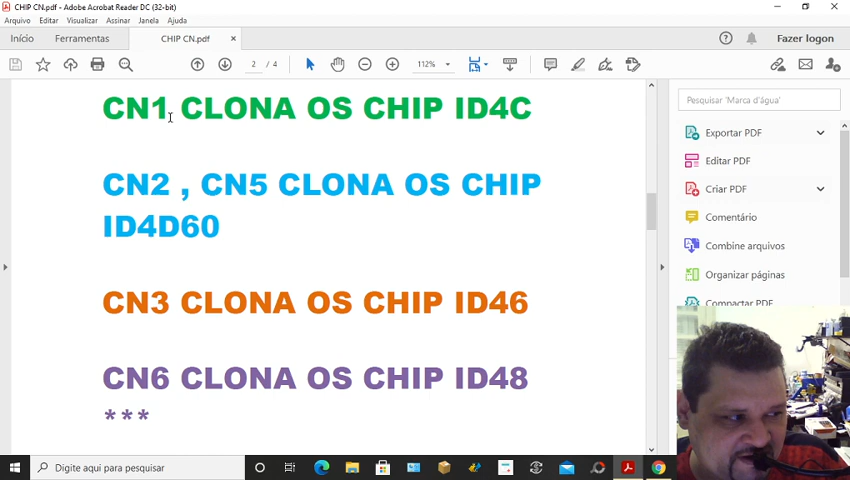 CHIP CN.pdf - Adobe Acrobat Reader DC (32-bit)
Arquivo Editar Visualizar Assinar Janela Ajuda
Início Ferramentas CHIP CN.pdf × Fazer logon
2 / 4 112%
CN1 CLONA OS CHIP ID4C
CN2 , CN5 CLONA OS CHIP
ID4D60
CN3 CLONA OS CHIP ID46
CN6 CLONA OS CHIP ID48
***
Pesquisar 'Marca d'água'
Exportar PDF
Editar PDF
Criar PDF
Comentário
Combine arquivos
Organizar páginas
Compactar PDF
Digite aqui para pesquisar